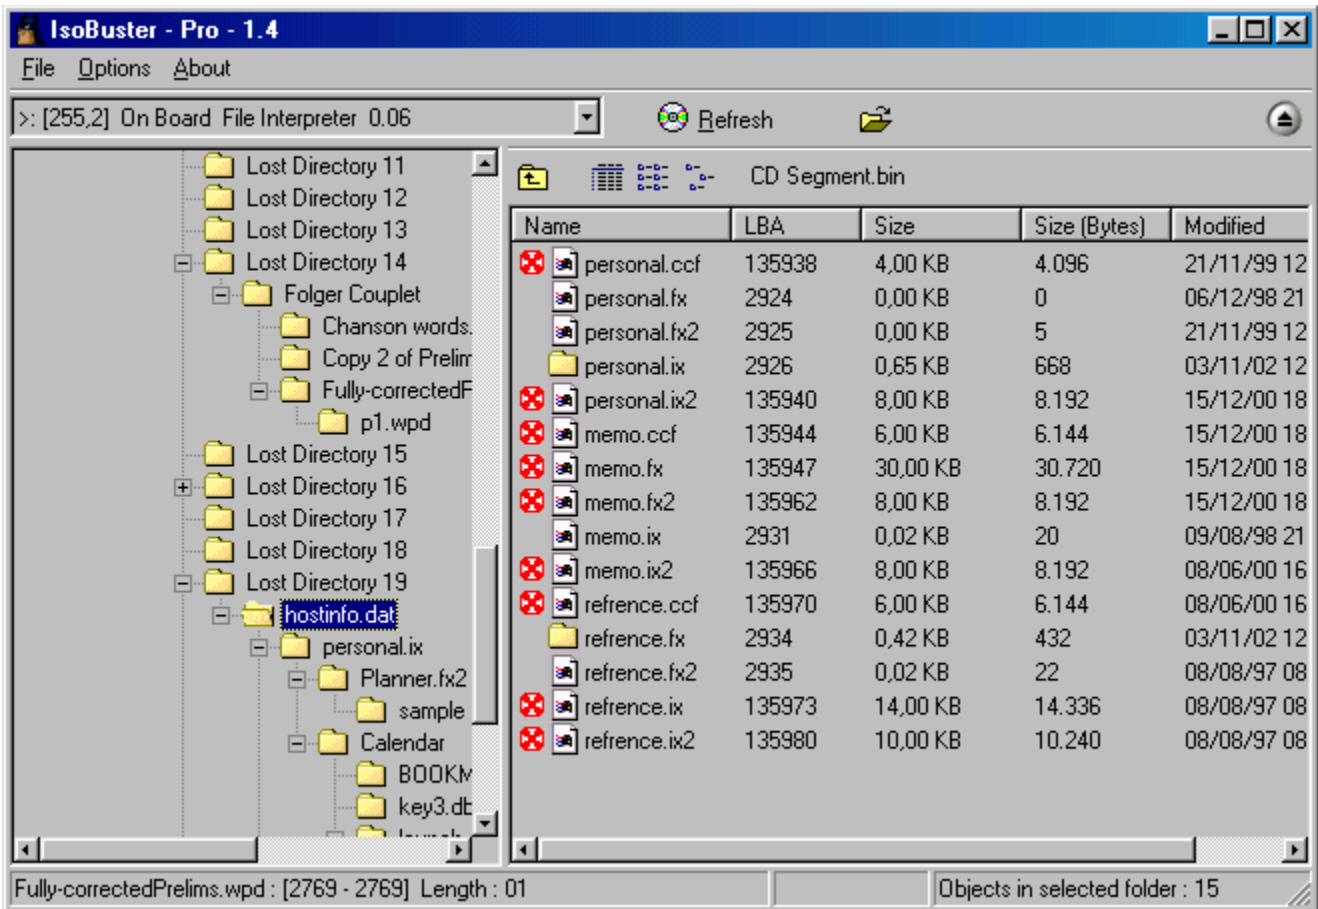 IsoBuster - Pro - 1.4
File Options About
>: [255,2] On Board File Interpreter 0.06
Refresh
Lost Directory 11
Lost Directory 12
Lost Directory 13
Lost Directory 14
Folger Couplet
Chanson words.
Copy 2 of Prelim
Fully-correctedP
p1.wpd
Lost Directory 15
Lost Directory 16
Lost Directory 17
Lost Directory 18
Lost Directory 19
hostinfo.dat
personal.ix
Planner.fx2
sample
Calendar
BOOKM
key3.db
CD Segment.bin
Name LBA Size Size (Bytes) Modified
personal.ccf 135938 4,00 KB 4.096 21/11/99 12
personal.fx 2924 0,00 KB 0 06/12/98 21
personal.fx2 2925 0,00 KB 5 21/11/99 12
personal.ix 2926 0,65 KB 668 03/11/02 12
personal.ix2 135940 8,00 KB 8.192 15/12/00 18
memo.ccf 135944 6,00 KB 6.144 15/12/00 18
memo.fx 135947 30,00 KB 30.720 15/12/00 18
memo.fx2 135962 8,00 KB 8.192 15/12/00 18
memo.ix 2931 0,02 KB 20 09/08/98 21
memo.ix2 135966 8,00 KB 8.192 08/06/00 16
refrence.ccf 135970 6,00 KB 6.144 08/06/00 16
refrence.fx 2934 0,42 KB 432 03/11/02 12
refrence.fx2 2935 0,02 KB 22 08/08/97 08
refrence.ix 135973 14,00 KB 14.336 08/08/97 08
refrence.ix2 135980 10,00 KB 10.240 08/08/97 08
Fully-correctedPrelims.wpd : [2769 - 2769] Length : 01
Objects in selected folder : 15